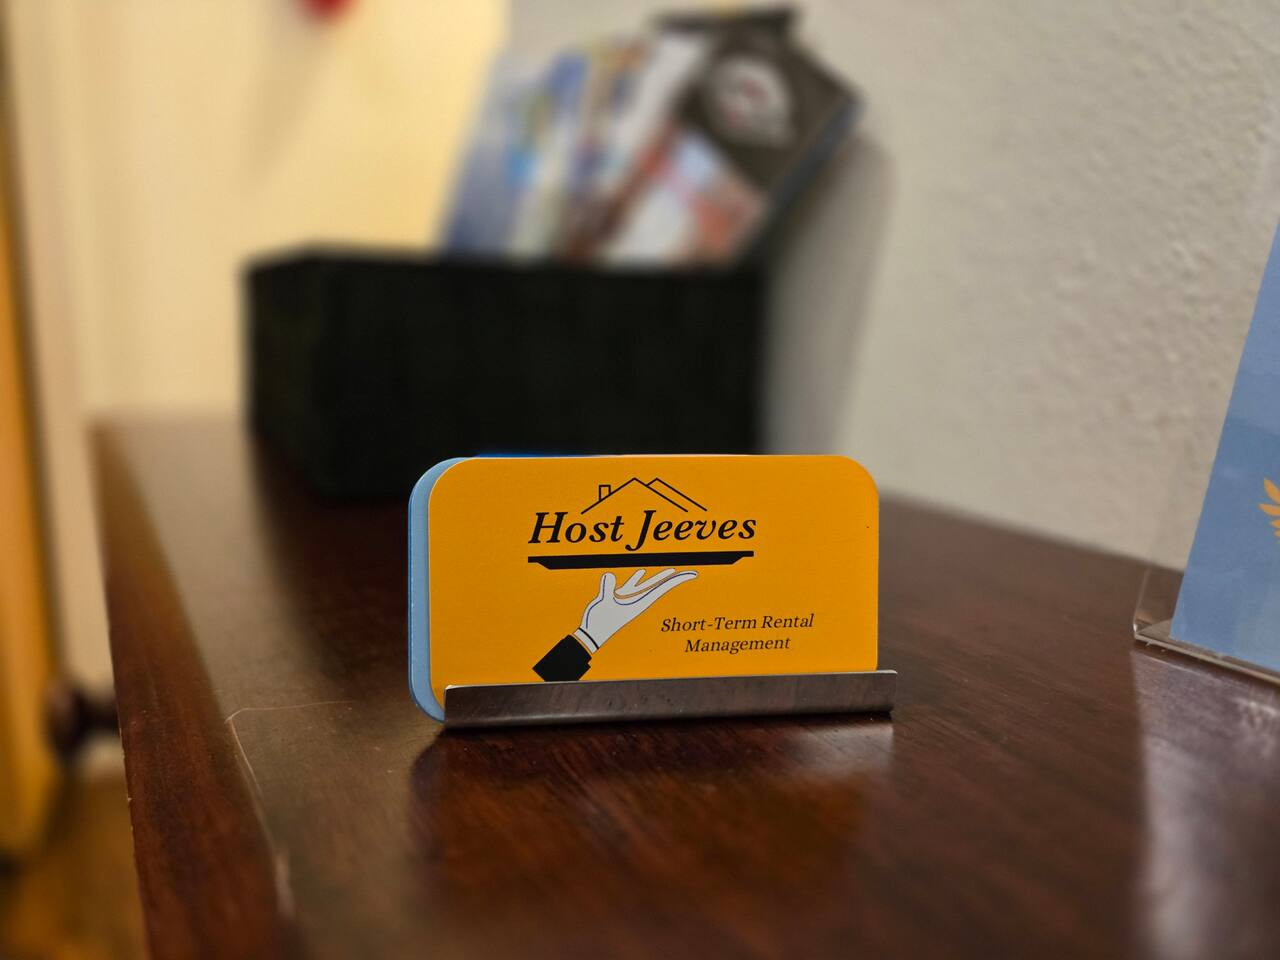 Host Jeeves
Short-Term Rental
Management